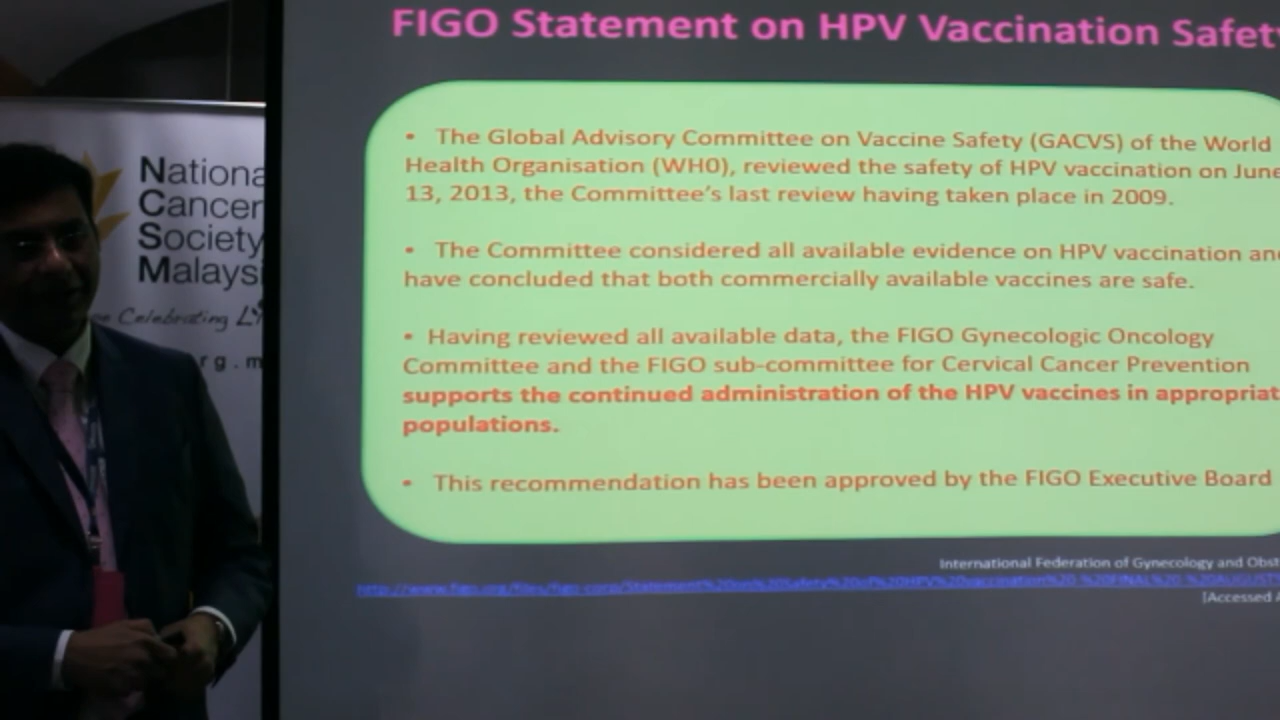 FIGO Statement on HPV Vaccination Safety
Nationa
Cancer
Society
Malaysi
Celebrating
rg.m
• The Global Advisory Committee on Vaccine Safety (GACVS) of the World
Health Organisation (WH0), reviewed the safety of HPV vaccination on June
13, 2013, the Committee's last review having taken place in 2009.
• The Committee considered all available evidence on HPV vaccination and
have concluded that both commercially available vaccines are safe.
• Having reviewed all available data, the FIGO Gynecologic Oncology
Committee and the FIGO sub-committee for Cervical Cancer Prevention
supports the continued administration of the HPV vaccines in appropriat
populations.
• This recommendation has been approved by the FIGO Executive Board
International Federation of Gynecology and Obst
[Accessed A